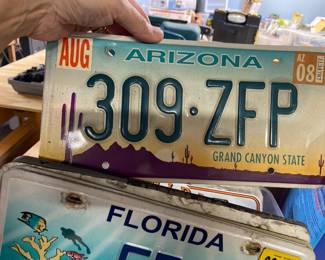 AUG
ARIZONA
AZ
08
309·ZFP
GRAND CANYON STATE
FLORIDA